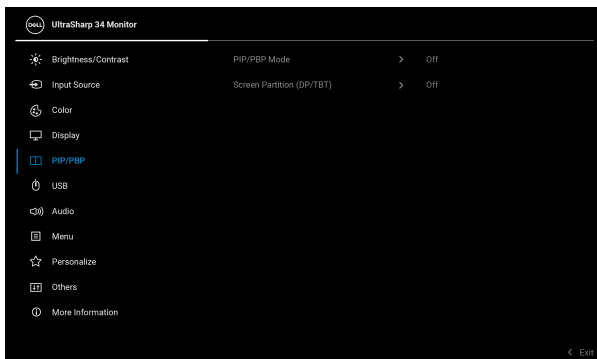 DELL UltraSharp 34 Monitor
Brightness/Contrast PIP/PBP Mode Off
Input Source Screen Partition (DP/TBT) Off
Color
Display
PIP/PBP
USB
Audio
Menu
Personalize
Others
More Information
Exit